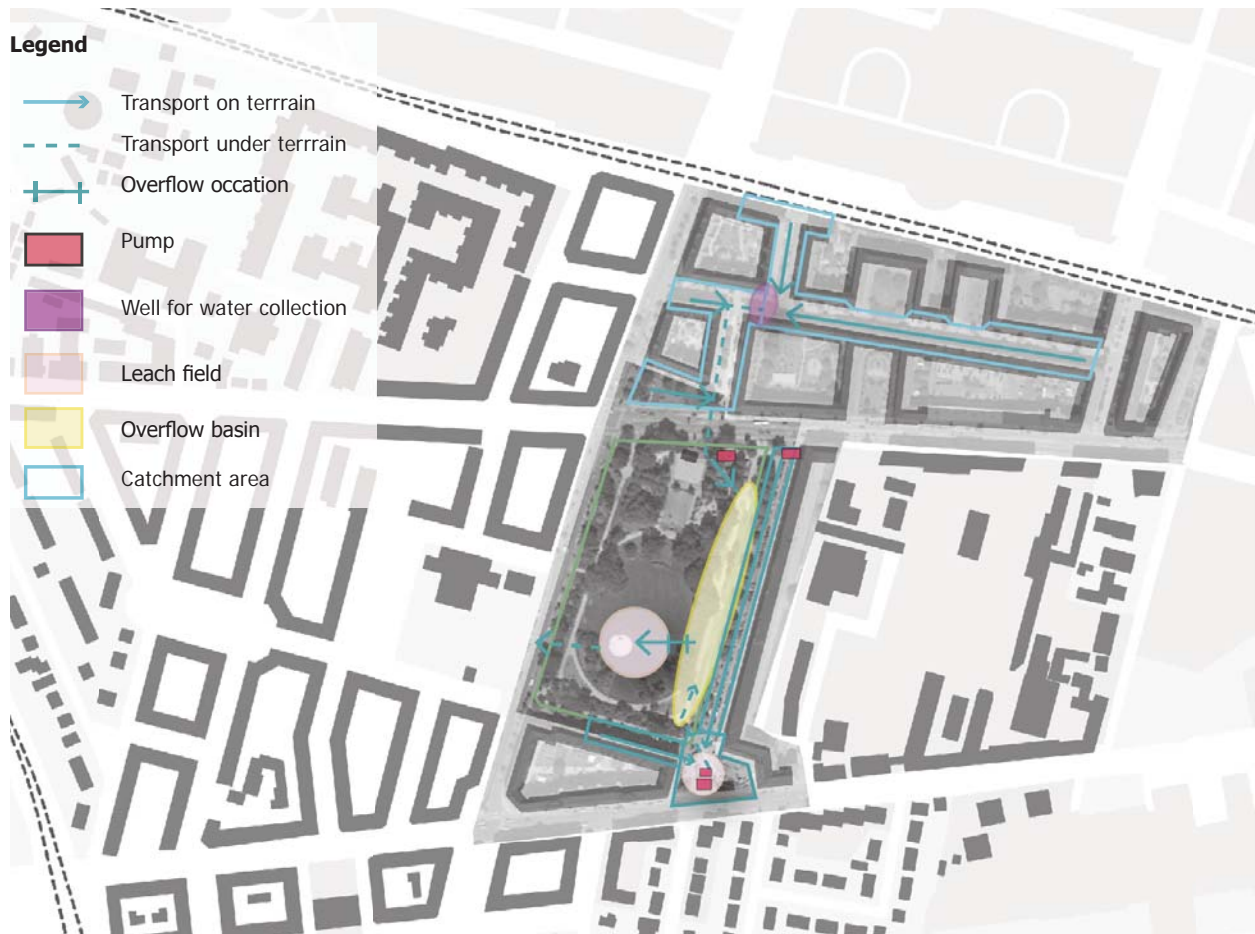 Legend
Transport on terrrain
Transport under terrrain
Overflow occation
Pump
Well for water collection
Leach field
Overflow basin
Catchment area